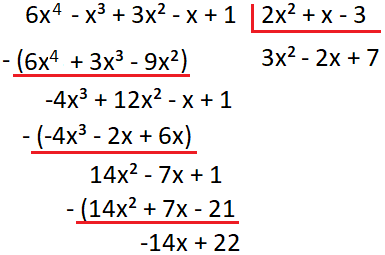 6x⁴ - x³ + 3x² - x + 1 2x² + x - 3
- (6x⁴ + 3x³ - 9x²) 3x² - 2x + 7
-4x³ + 12x² - x + 1
- (-4x³ - 2x + 6x)
14x² - 7x + 1
- (14x² + 7x - 21
-14x + 22